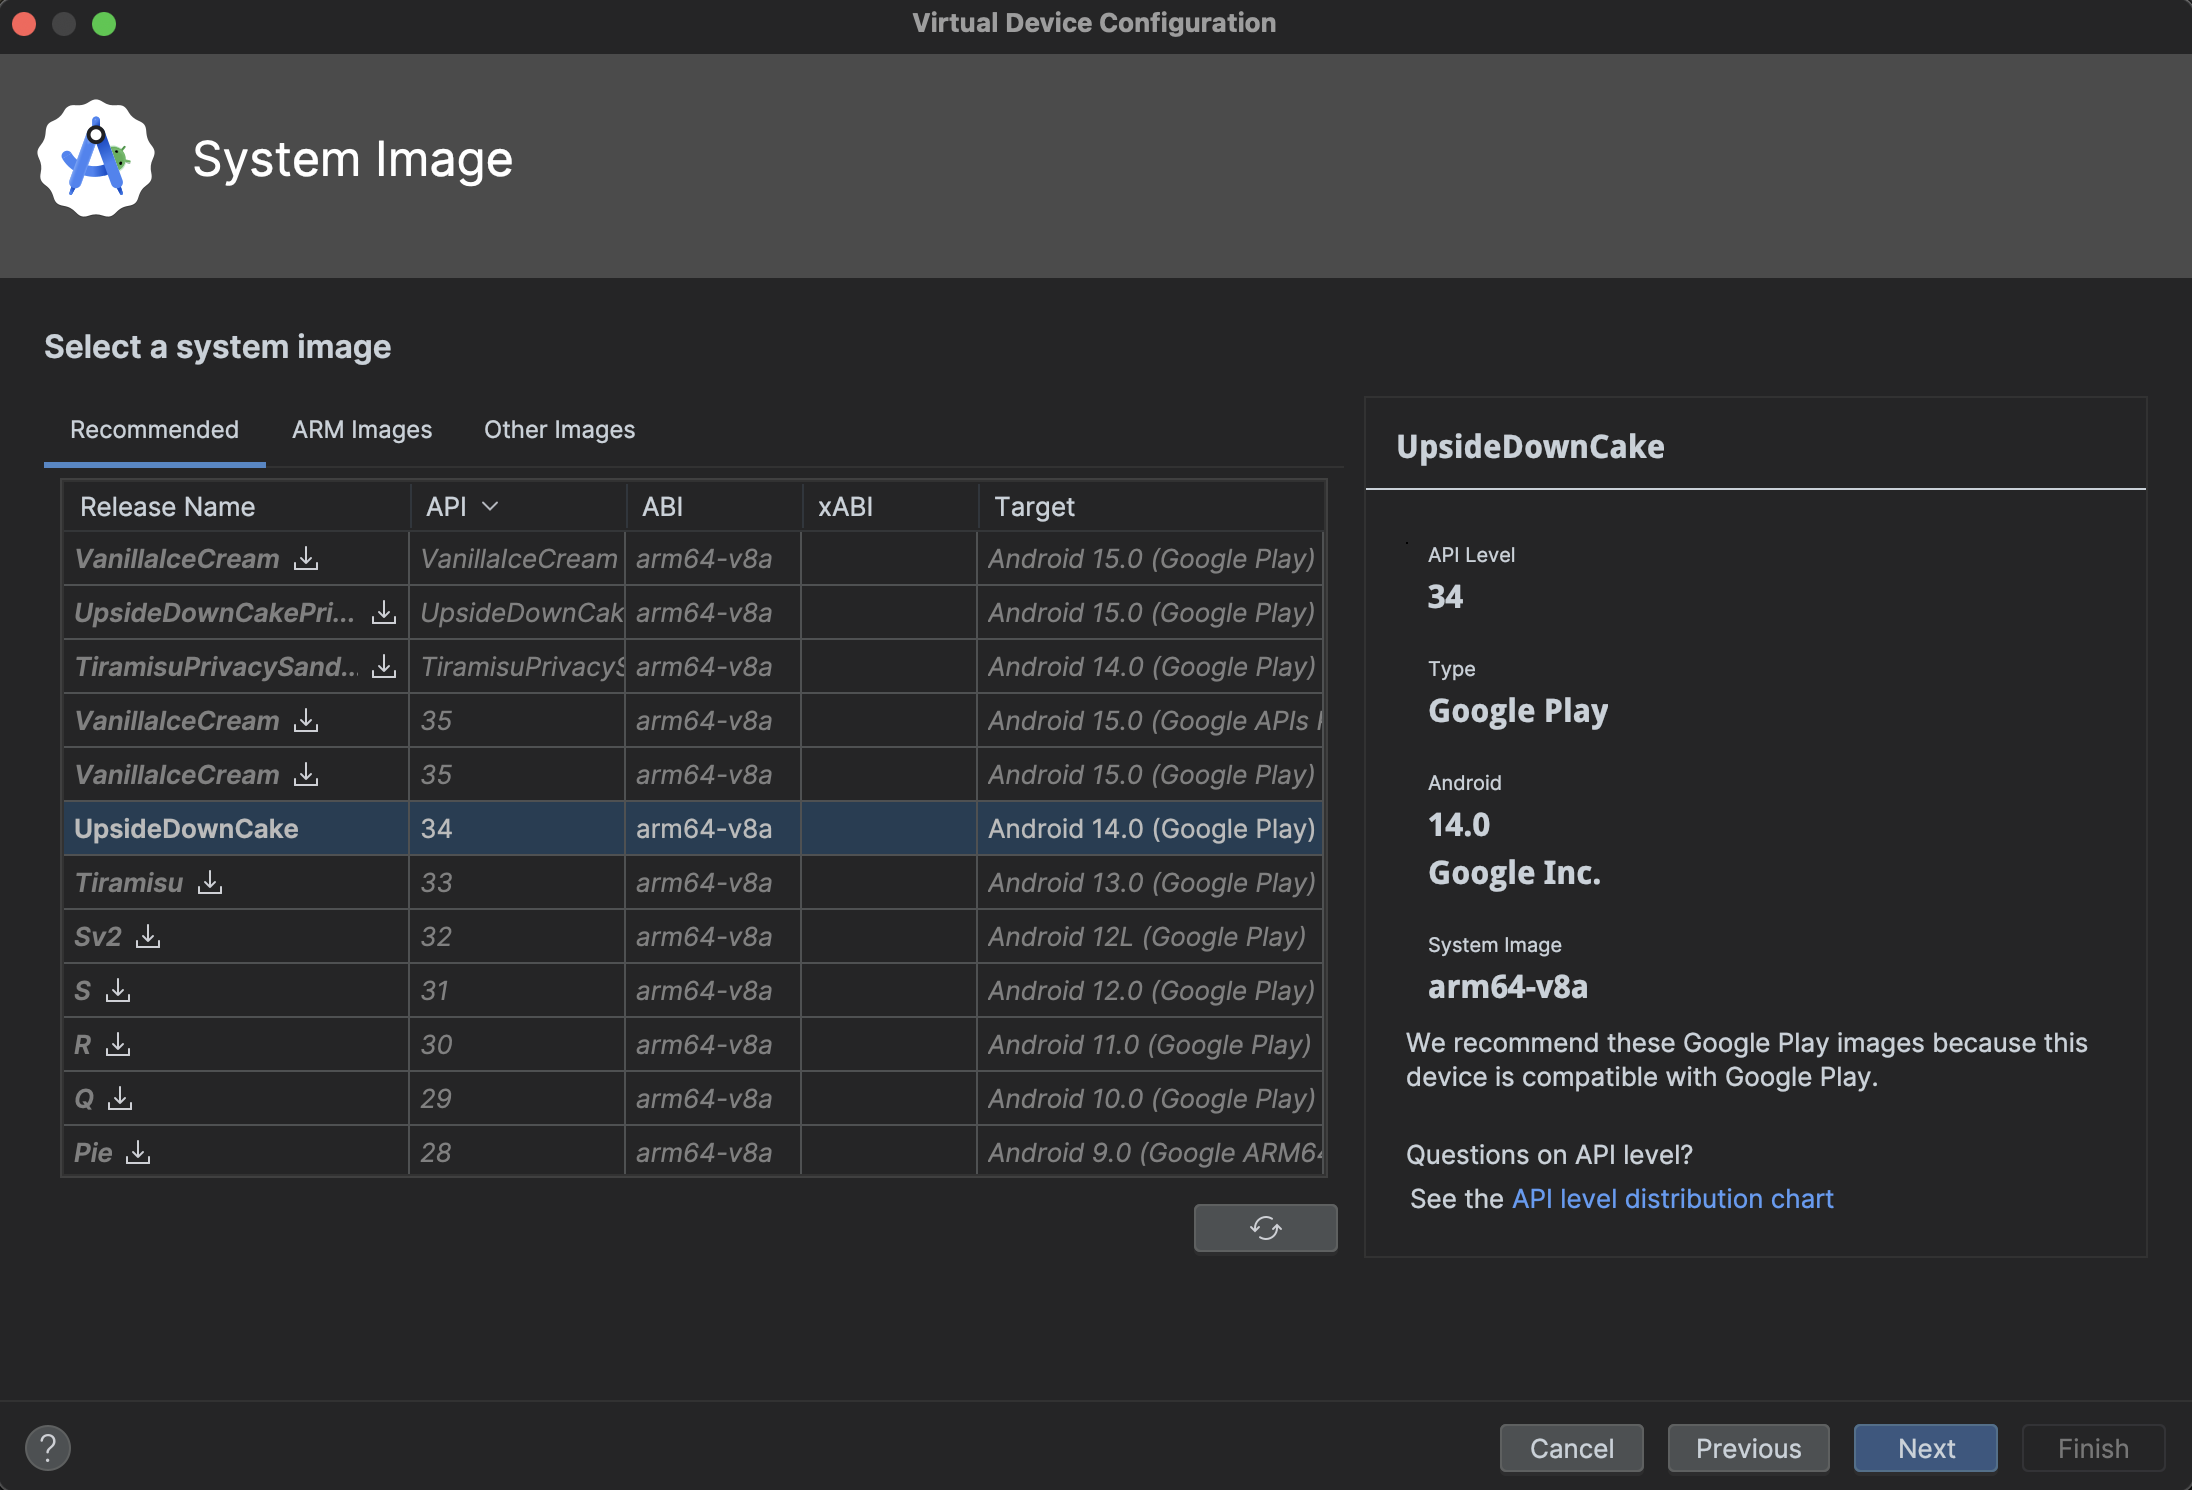 Virtual Device Configuration
System Image
Select a system image
Recommended ARM Images Other Images
Release Name API ABI xABI Target
VanillaIceCream VanillaIceCream arm64-v8a Android 15.0 (Google Play)
UpsideDownCakePri... UpsideDownCak arm64-v8a Android 15.0 (Google Play)
TiramisuPrivacySand... TiramisuPrivacyS arm64-v8a Android 14.0 (Google Play)
VanillaIceCream 35 arm64-v8a Android 15.0 (Google APIs
VanillaIceCream 35 arm64-v8a Android 15.0 (Google Play)
UpsideDownCake 34 arm64-v8a Android 14.0 (Google Play)
Tiramisu 33 arm64-v8a Android 13.0 (Google Play)
Sv2 32 arm64-v8a Android 12L (Google Play)
S 31 arm64-v8a Android 12.0 (Google Play)
R 30 arm64-v8a Android 11.0 (Google Play)
Q 29 arm64-v8a Android 10.0 (Google Play)
Pie 28 arm64-v8a Android 9.0 (Google ARM64
UpsideDownCake
API Level
34
Type
Google Play
Android
14.0
Google Inc.
System Image
arm64-v8a
We recommend these Google Play images because this
device is compatible with Google Play.
Questions on API level?
See the API level distribution chart
? Cancel Previous Next Finish